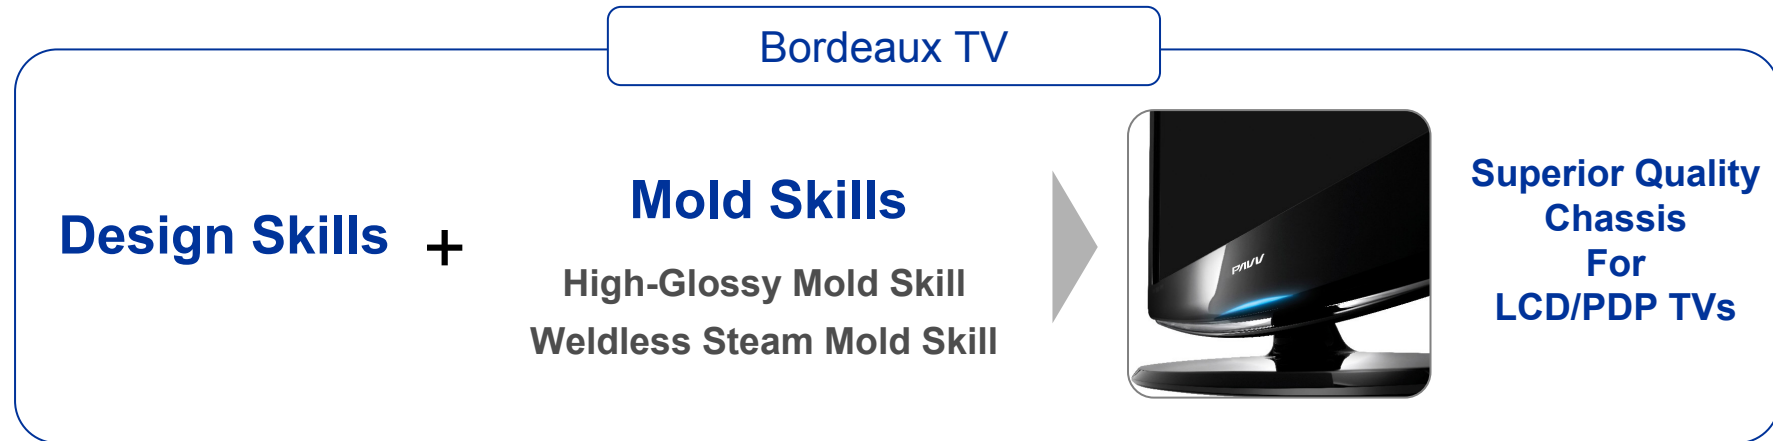 Bordeaux TV
Design Skills +
Mold Skills
High-Glossy Mold Skill
Weldless Steam Mold Skill
PAVV
Superior Quality
Chassis
For
LCD/PDP TVs